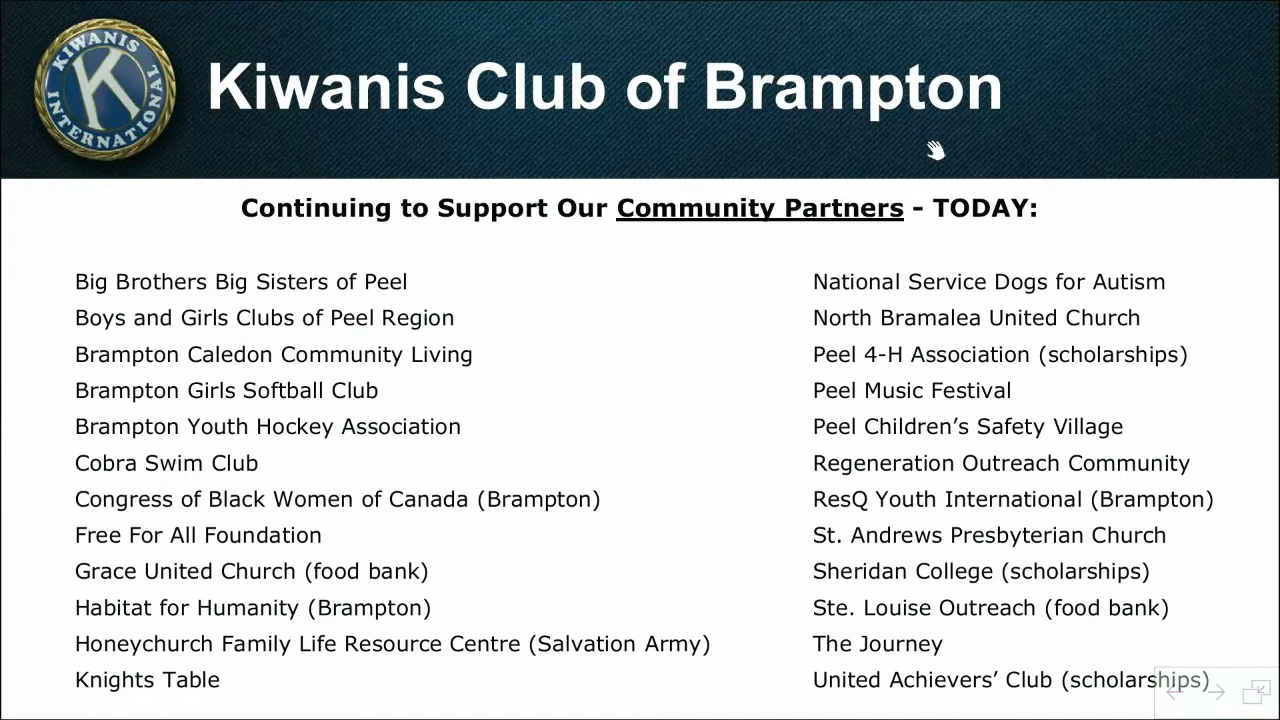 KIWANIS
K
INTERNATIONAL
Kiwanis Club of Brampton
Continuing to Support Our Community Partners - TODAY:
Big Brothers Big Sisters of Peel
Boys and Girls Clubs of Peel Region
Brampton Caledon Community Living
Brampton Girls Softball Club
Brampton Youth Hockey Association
Cobra Swim Club
Congress of Black Women of Canada (Brampton)
Free For All Foundation
Grace United Church (food bank)
Habitat for Humanity (Brampton)
Honeychurch Family Life Resource Centre (Salvation Army)
Knights Table
National Service Dogs for Autism
North Bramalea United Church
Peel 4-H Association (scholarships)
Peel Music Festival
Peel Children’s Safety Village
Regeneration Outreach Community
ResQ Youth International (Brampton)
St. Andrews Presbyterian Church
Sheridan College (scholarships)
Ste. Louise Outreach (food bank)
The Journey
United Achievers’ Club (scholarships)